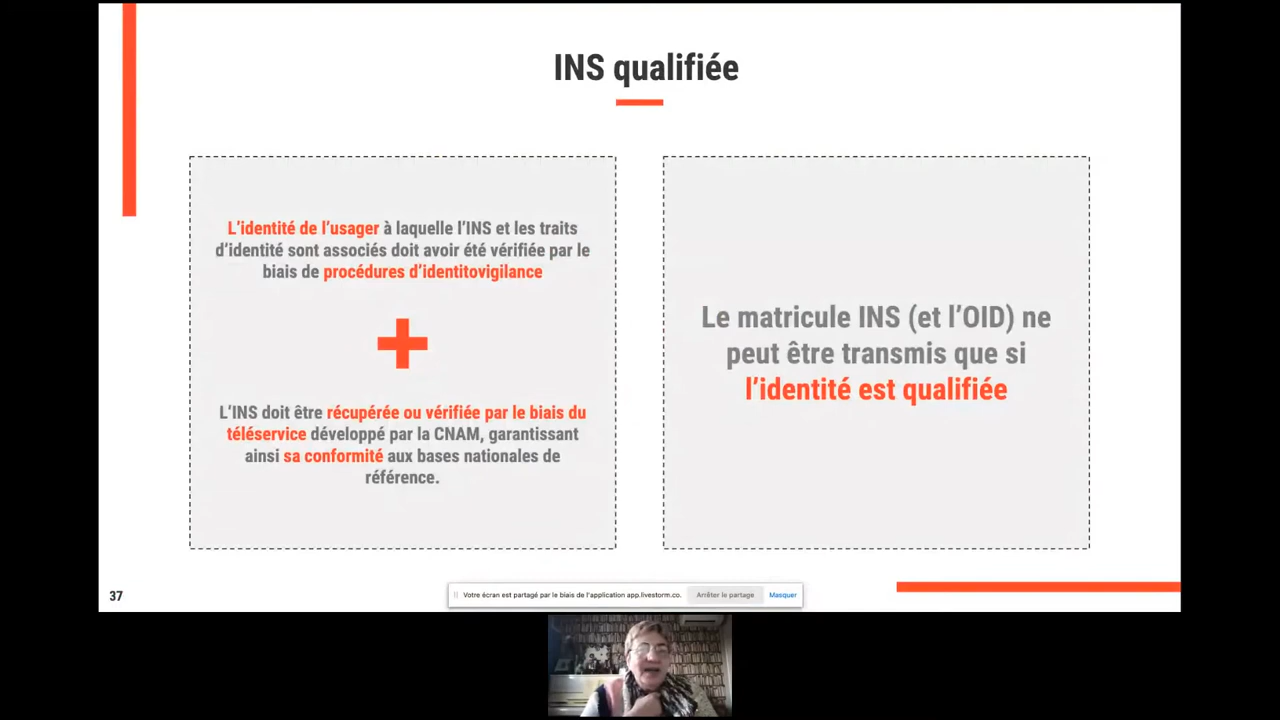 INS qualifiée
L'identité de l'usager à laquelle l'INS et les traits
d'identité sont associés doit avoir été vérifiée par le
biais de procédures d'identitovigilance
L'INS doit être récupérée ou vérifiée par le biais du
téléservice développé par la CNAM, garantissant
ainsi sa conformité aux bases nationales de
référence.
Le matricule INS (et l'OID) ne
peut être transmis que si
l'identité est qualifiée
37
Votre écran est partagé par le biais de l'application app.livestorm.co.
Arrêter le partage
Masquer